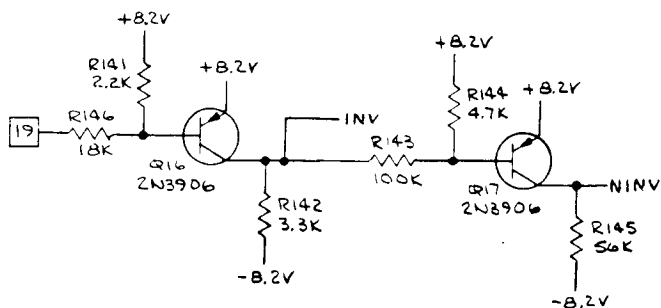 +8.2V
R141
2.2K
+8.2V
R146
19
18K
Q16
2N3906
INV
R142
3.3K
-8.2V
R143
100K
+8.2V
R144
4.7K
+8.2V
Q17
2N3906
NINV
R145
56K
-8.2V